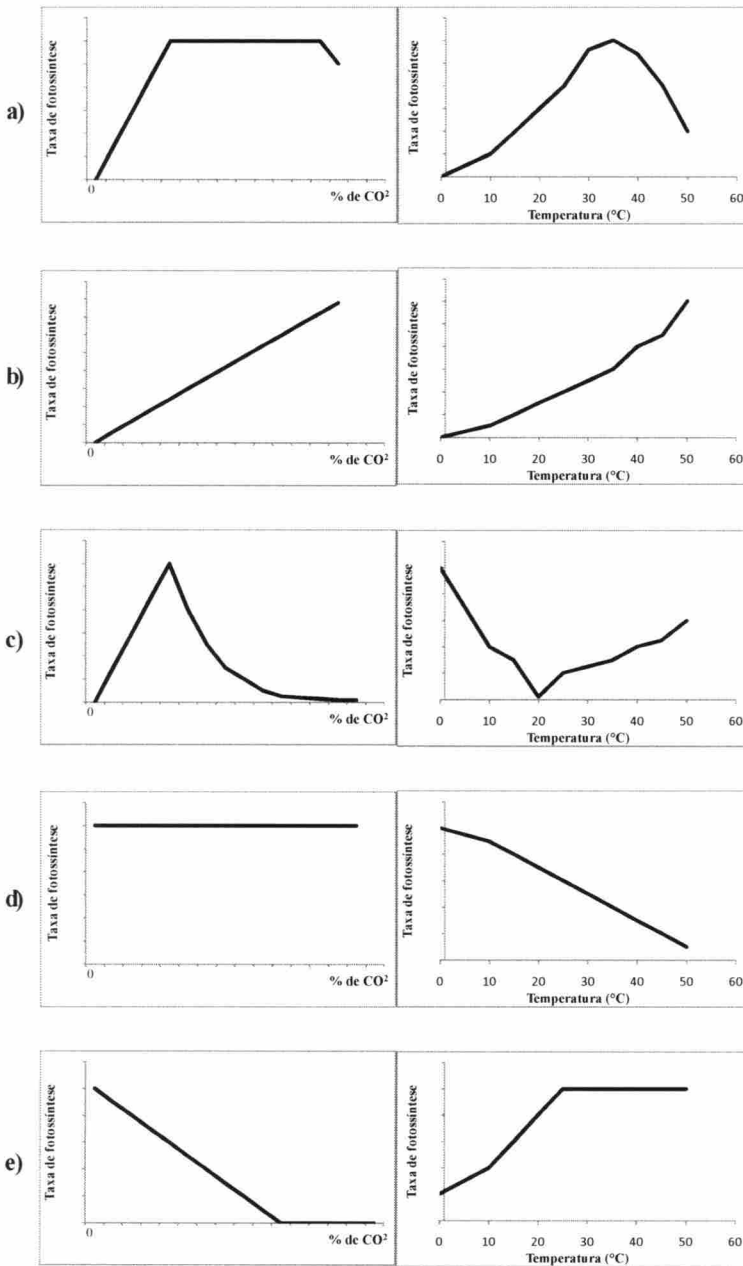 a)
Taxa de fotossíntese
0
% de CO²
Taxa de fotossíntese
0 10 20 30 40 50 60
Temperatura (°C)
b)
Taxa de fotossíntese
0
% de CO²
Taxa de fotossíntese
0 10 20 30 40 50 60
Temperatura (°C)
c)
Taxa de fotossíntese
0
% de CO²
Taxa de fotossíntese
0 10 20 30 40 50 60
Temperatura (°C)
d)
Taxa de fotossíntese
0
% de CO²
Taxa de fotossíntese
0 10 20 30 40 50 60
Temperatura (°C)
e)
Taxa de fotossíntese
0
% de CO²
Taxa de fotossíntese
0 10 20 30 40 50 60
Temperatura (°C)